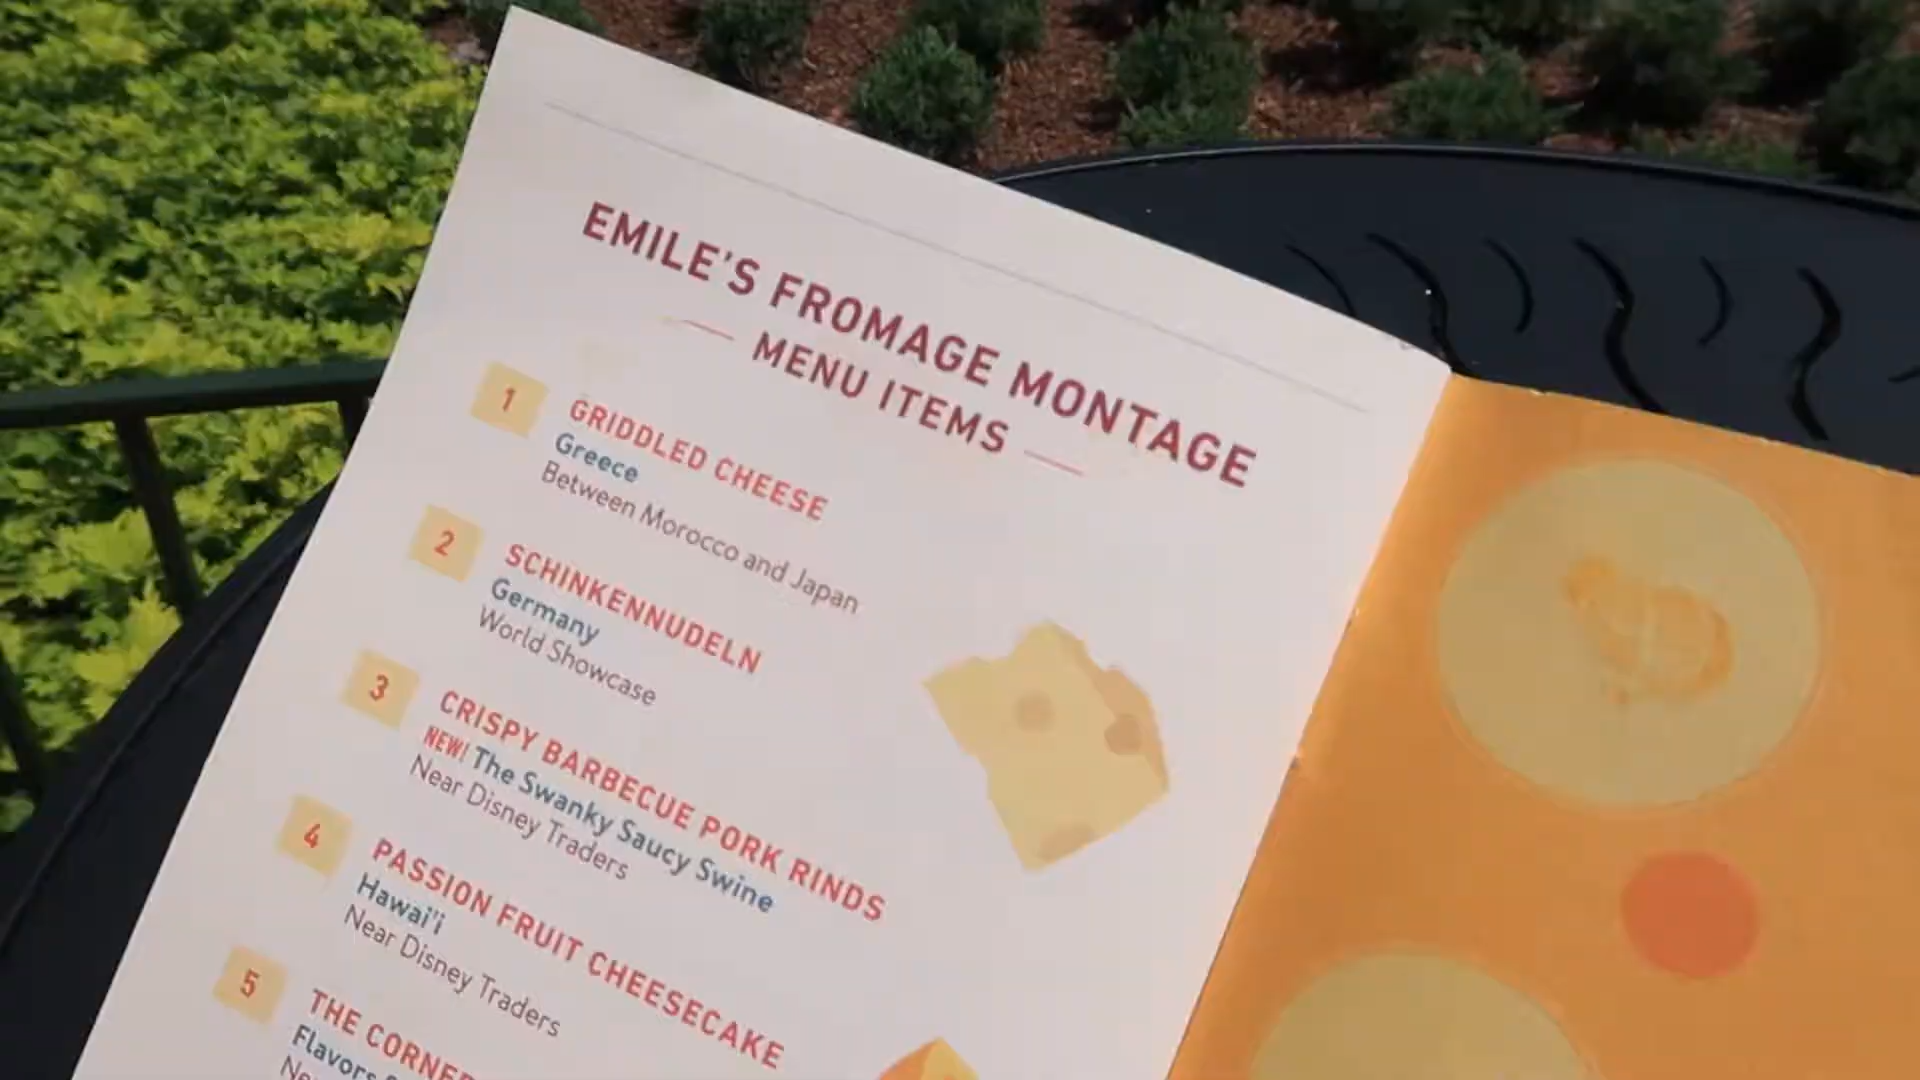 EMILE'S FROMAGE MONTAGE
MENU ITEMS
1
GRIDDLED CHEESE
Greece
Between Morocco and Japan
2
SCHINKENNUDELN
Germany
World Showcase
3
CRISPY BARBECUE PORK RINDS
NEW! The Swanky Saucy Swine
Near Disney Traders
4
PASSION FRUIT CHEESECAKE
Hawai'i
Near Disney Traders
5
THE CORNER
Flavors